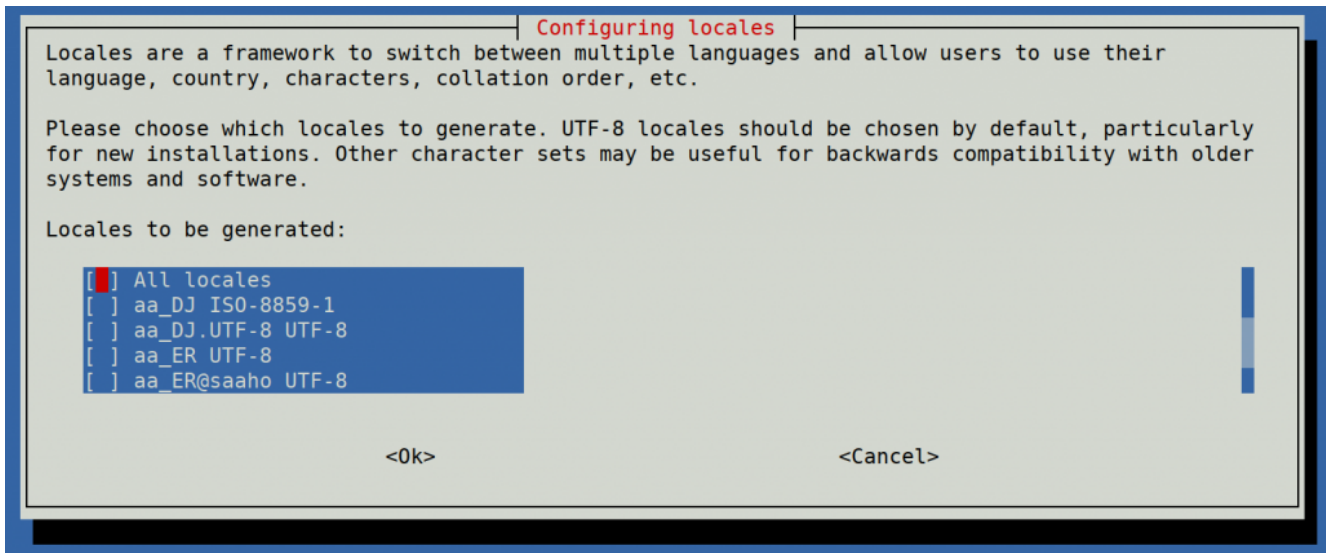 Configuring locales
Locales are a framework to switch between multiple languages and allow users to use their
language, country, characters, collation order, etc.
Please choose which locales to generate. UTF-8 locales should be chosen by default, particularly
for new installations. Other character sets may be useful for backwards compatibility with older
systems and software.
Locales to be generated:
[ ] All locales
[ ] aa_DJ ISO-8859-1
[ ] aa_DJ.UTF-8 UTF-8
[ ] aa_ER UTF-8
[ ] aa_ER@saaho UTF-8
<Ok> <Cancel>